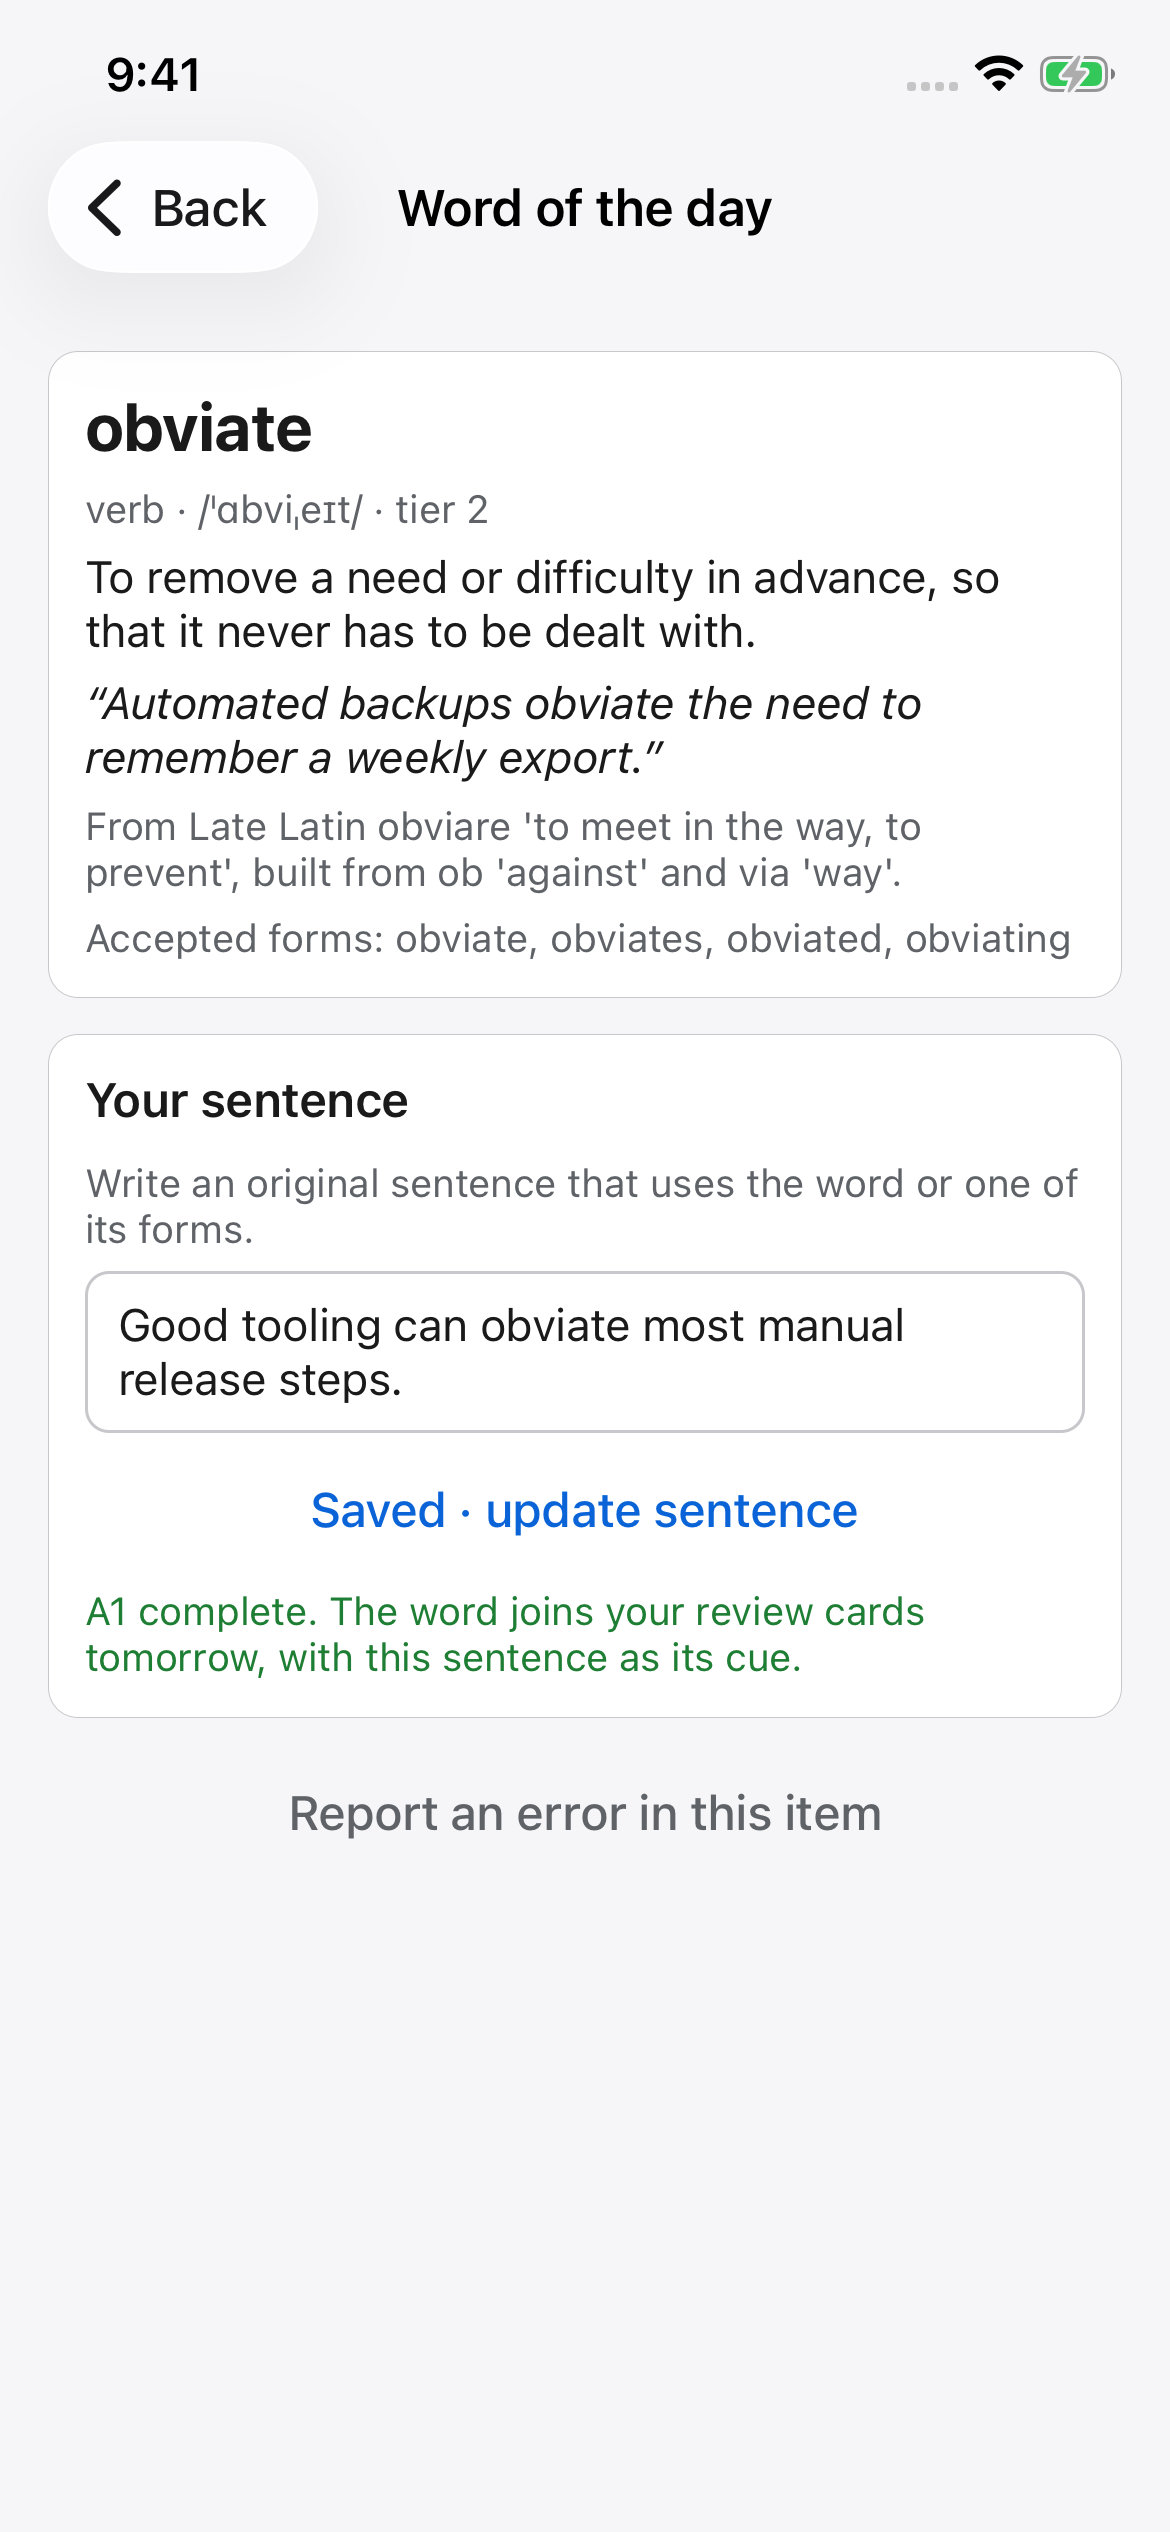 9:41
Back
Word of the day
obviate
verb · /ˈɑbviˌeɪt/ · tier 2
To remove a need or difficulty in advance, so
that it never has to be dealt with.
“Automated backups obviate the need to
remember a weekly export.”
From Late Latin obviare 'to meet in the way, to
prevent', built from ob 'against' and via 'way'.
Accepted forms: obviate, obviates, obviated, obviating
Your sentence
Write an original sentence that uses the word or one of
its forms.
Good tooling can obviate most manual
release steps.
Saved · update sentence
A1 complete. The word joins your review cards
tomorrow, with this sentence as its cue.
Report an error in this item